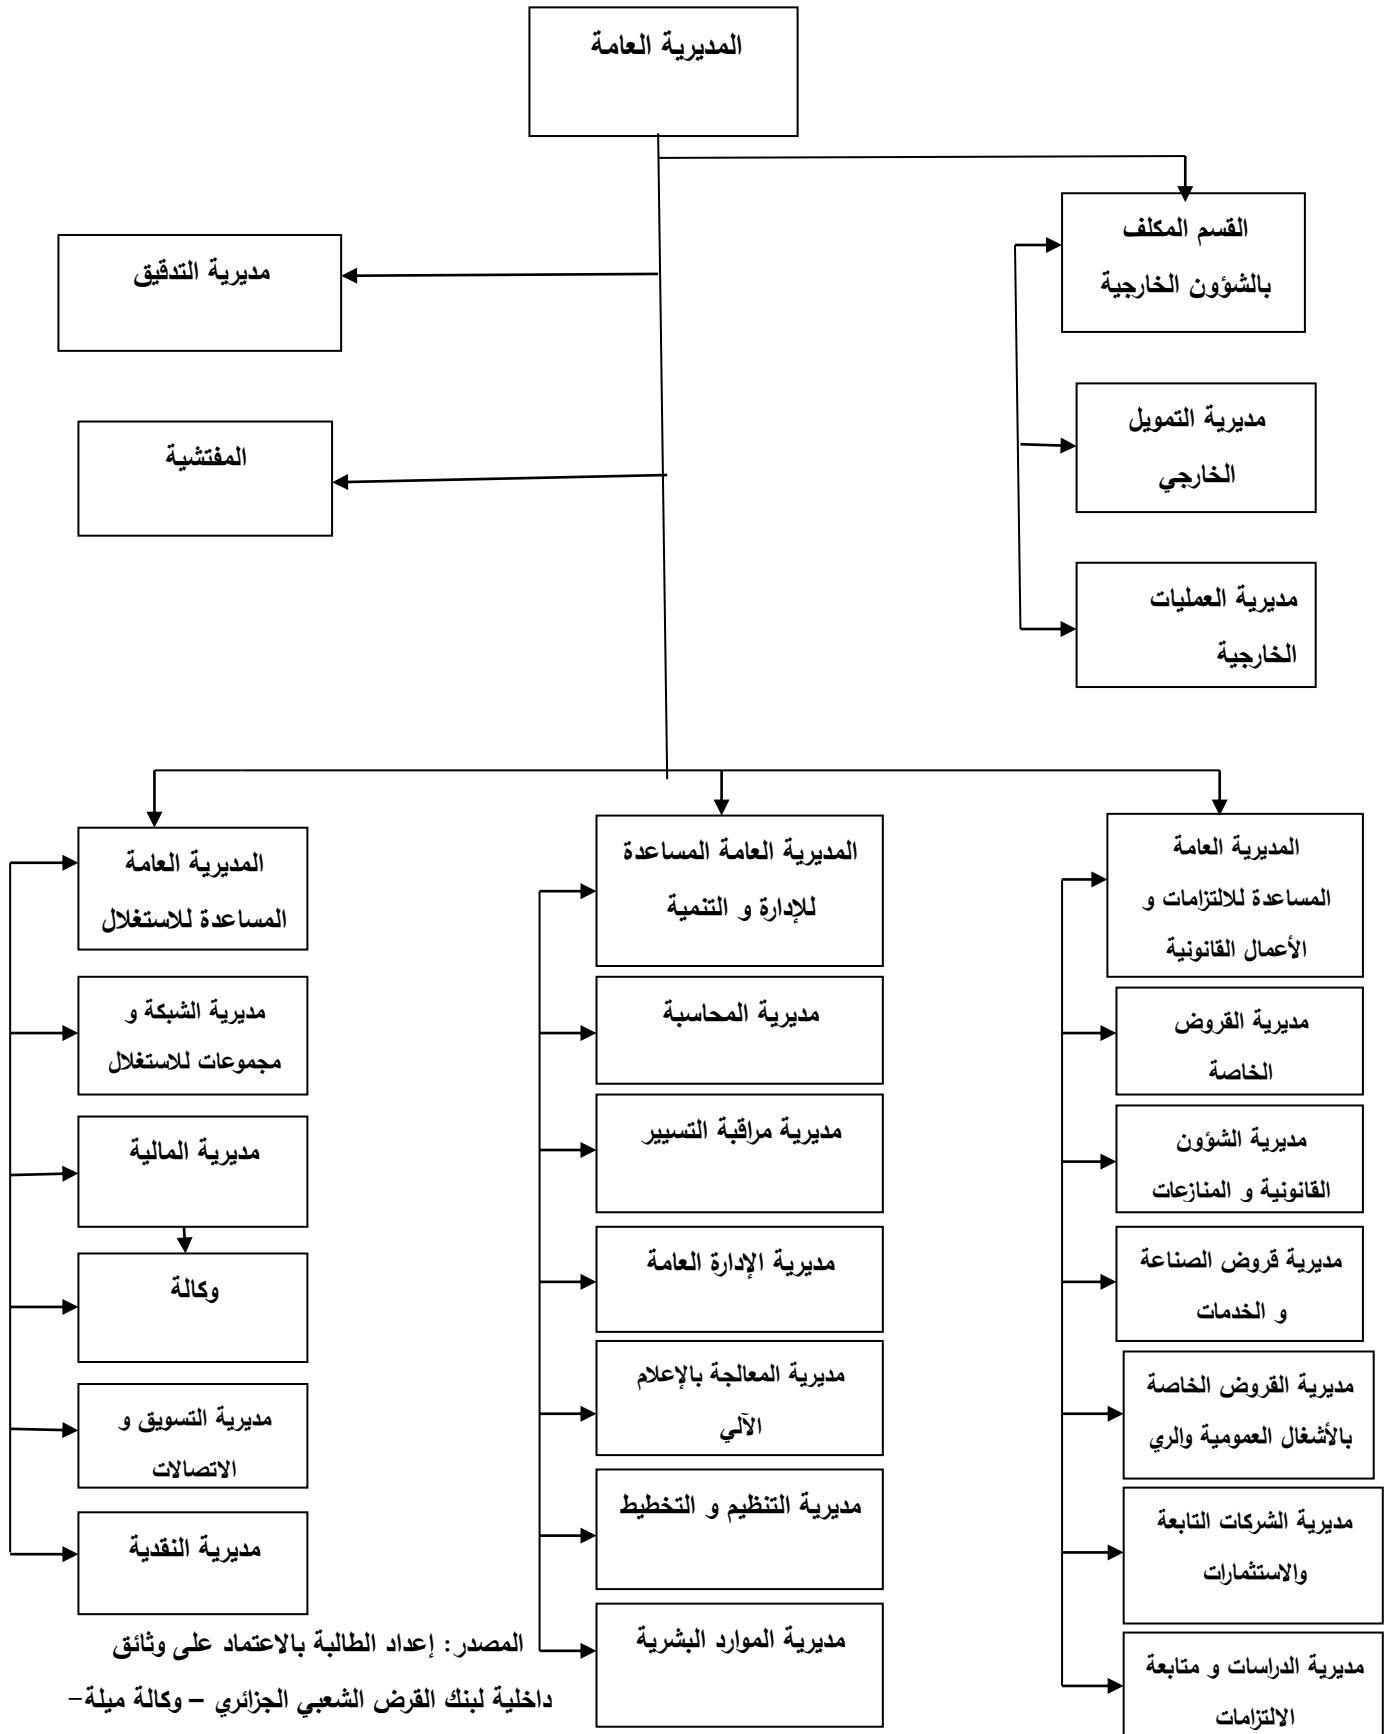 المديرية العامة
القسم المكلف
بالشؤون الخارجية
مديرية التدقيق
مديرية التمويل
الخارجي
المفتشية
مديرية العمليات
الخارجية
المديرية العامة
المساعدة للالتزامات و
الأعمال القانونية
مديرية القروض
الخاصة
مديرية الشؤون
القانونية و المنازعات
مديرية قروض الصناعة
و الخدمات
مديرية القروض الخاصة
بالأشغال العمومية والري
مديرية الشركات التابعة
والاستثمارات
مديرية الدراسات و متابعة
الالتزامات
المديرية العامة المساعدة
للإدارة و التنمية
مديرية المحاسبة
مديرية مراقبة التسيير
مديرية الإدارة العامة
مديرية المعالجة بالإعلام
الآلي
مديرية التنظيم و التخطيط
مديرية الموارد البشرية
المديرية العامة
المساعدة للاستغلال
مديرية الشبكة و
مجموعات للاستغلال
مديرية المالية
وكالة
مديرية التسويق و
الاتصالات
مديرية النقدية
المصدر: إعداد الطالبة بالاعتماد على وثائق
داخلية لبنك القرض الشعبي الجزائري – وكالة ميلة-